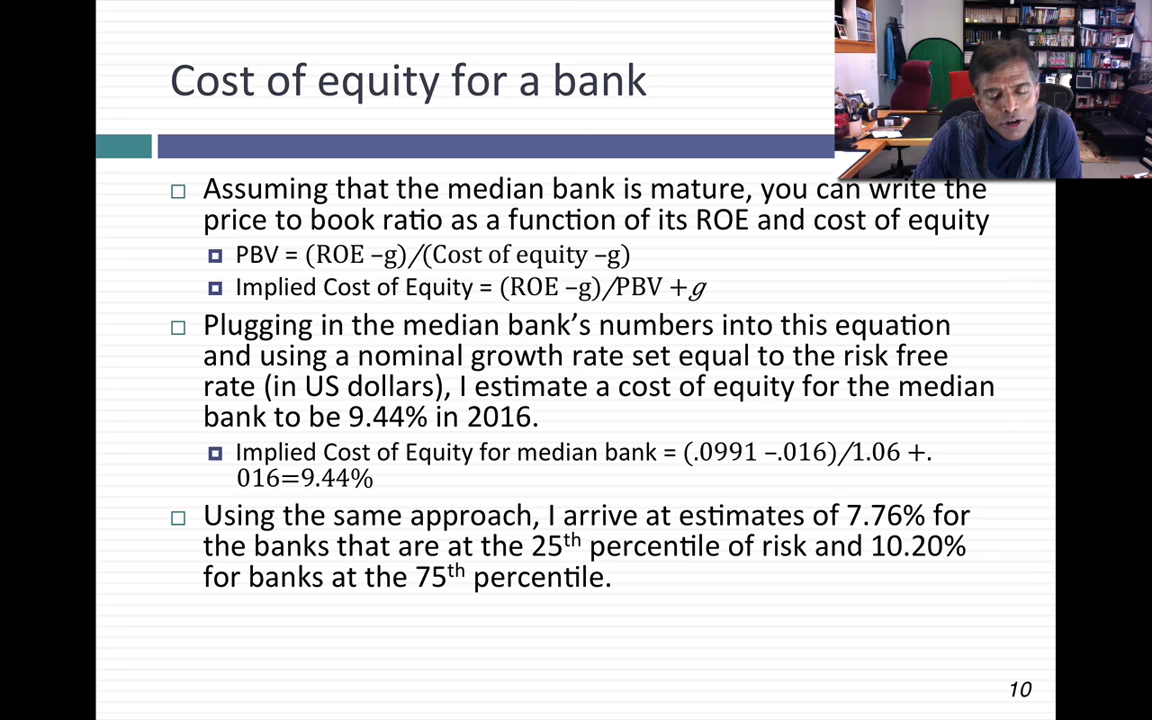 Cost of equity for a bank
Assuming that the median bank is mature, you can write the
price to book ratio as a function of its ROE and cost of equity
PBV = (ROE –g)/(Cost of equity –g)
Implied Cost of Equity = (ROE –g)/PBV +g
Plugging in the median bank’s numbers into this equation
and using a nominal growth rate set equal to the risk free
rate (in US dollars), I estimate a cost of equity for the median
bank to be 9.44% in 2016.
Implied Cost of Equity for median bank = (.0991 –.016)/1.06 +.
016=9.44%
Using the same approach, I arrive at estimates of 7.76% for
the banks that are at the 25th percentile of risk and 10.20%
for banks at the 75th percentile.
10